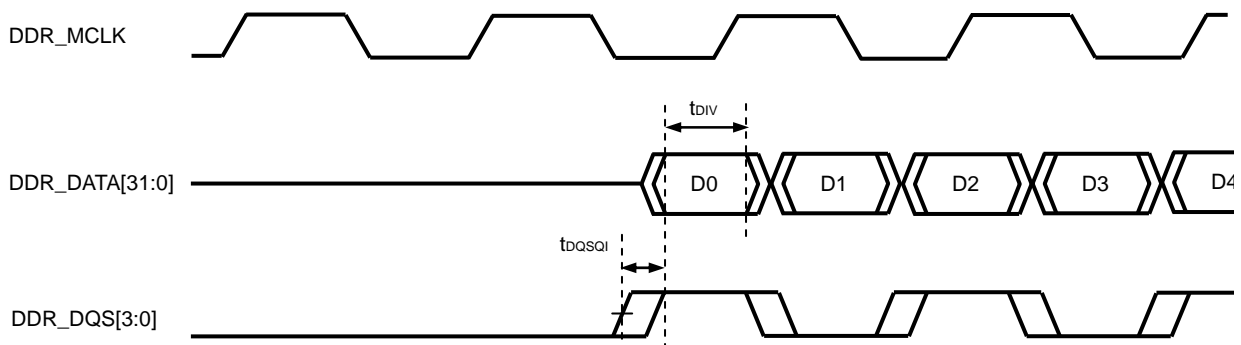 DDR_MCLK
tDIV
DDR_DATA[31:0] D0 D1 D2 D3 D4
tDQSQI
DDR_DQS[3:0]